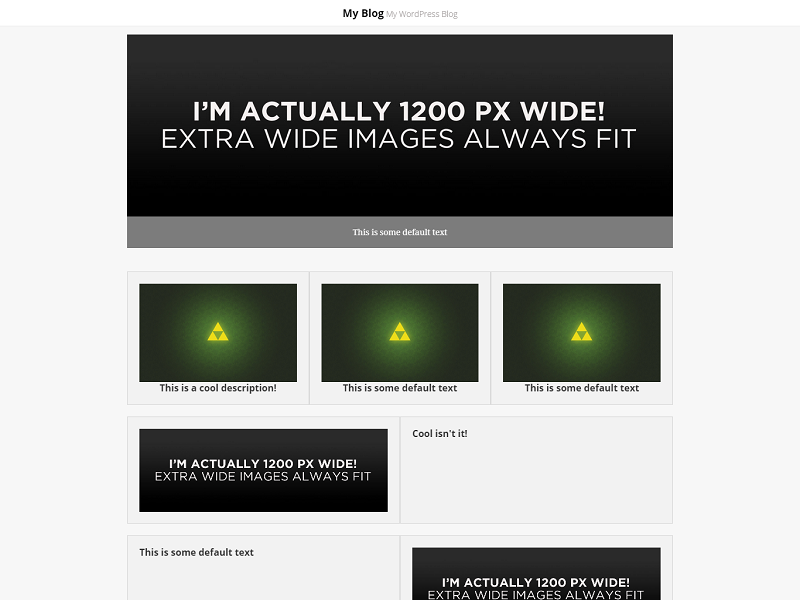 My Blog My WordPress Blog
I'M ACTUALLY 1200 PX WIDE!
EXTRA WIDE IMAGES ALWAYS FIT
This is some default text
This is a cool description!
This is some default text
This is some default text
I'M ACTUALLY 1200 PX WIDE!
EXTRA WIDE IMAGES ALWAYS FIT
Cool isn't it!
This is some default text
I'M ACTUALLY 1200 PX WIDE!
EXTRA WIDE IMAGES ALWAYS FIT